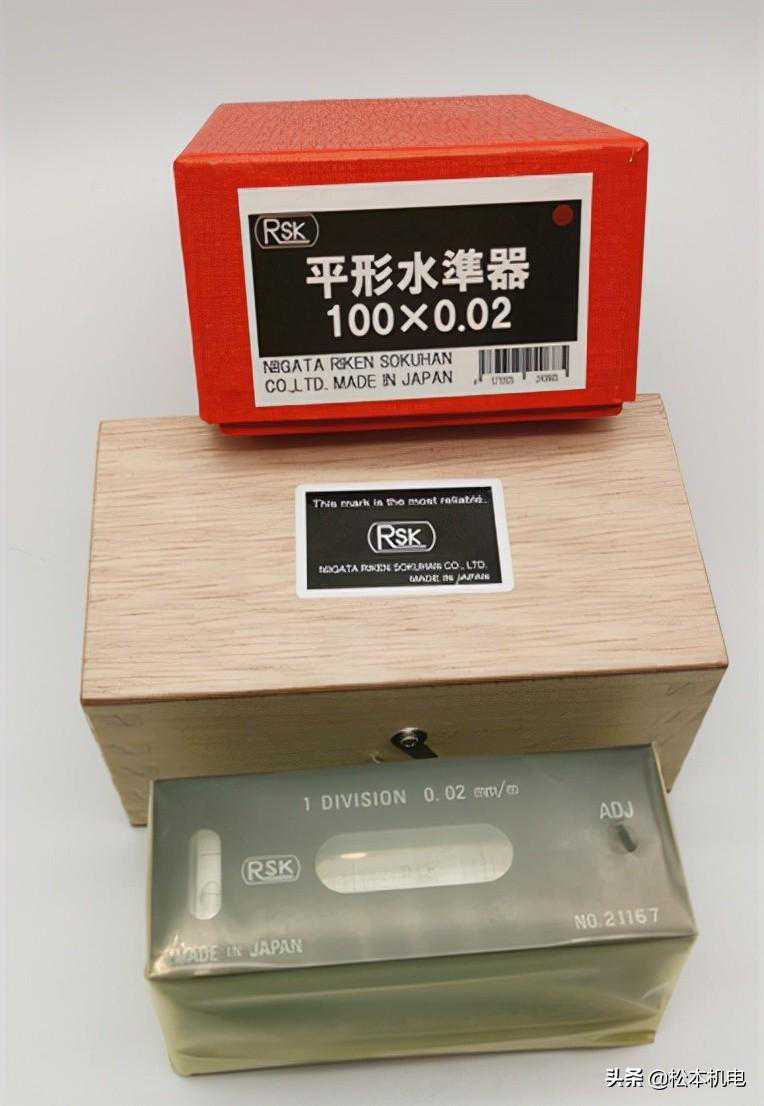 RSK
平形水準器
100×0.02
NIIGATA RIKEN SOKUHAN
CO.,LTD. MADE IN JAPAN
This mark is the most reliable..
RSK
NIIGATA RIKEN SOKUHAN CO., LTD.
MADE IN JAPAN
1 DIVISION 0.02 mm/m
ADJ
RSK
NO.21167
MADE IN JAPAN
头条 @松本机电